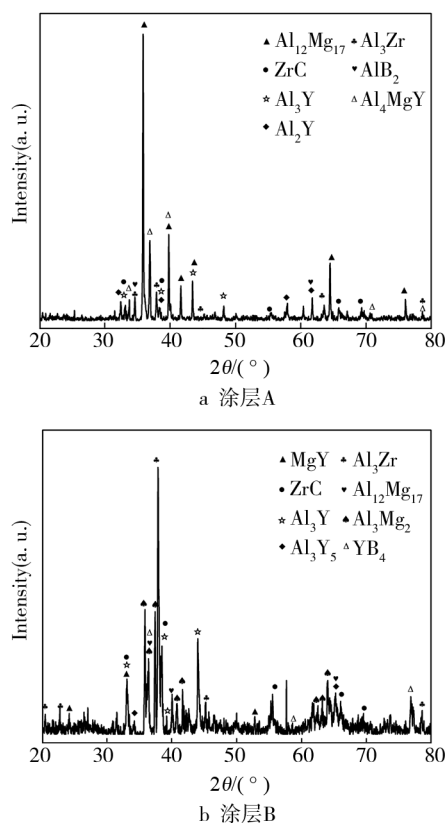 ▲ Al₁₂Mg₁₇ ♣ Al₃Zr
● ZrC ♥ AlB₂
☆ Al₃Y △ Al₄MgY
◆ Al₂Y
Intensity(a. u.)
20 30 40 50 60 70 80
2θ/(°)
a 涂层A
▲ MgY ♣ Al₃Zr
● ZrC ♥ Al₁₂Mg₁₇
☆ Al₃Y ♠ Al₃Mg₂
◆ Al₃Y₅ △ YB₄
Intensity(a. u.)
20 30 40 50 60 70 80
2θ/(°)
b 涂层B